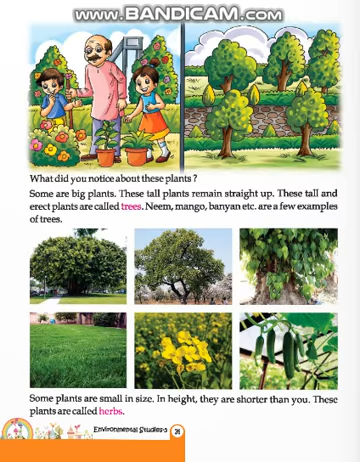 www.BANDICAM.com
What did you notice about these plants ?
Some are big plants. These tall plants remain straight up. These tall and
erect plants are called trees. Neem, mango, banyan etc. are a few examples
of trees.
Some plants are small in size. In height, they are shorter than you. These
plants are called herbs.
Environmental Studies-3
21